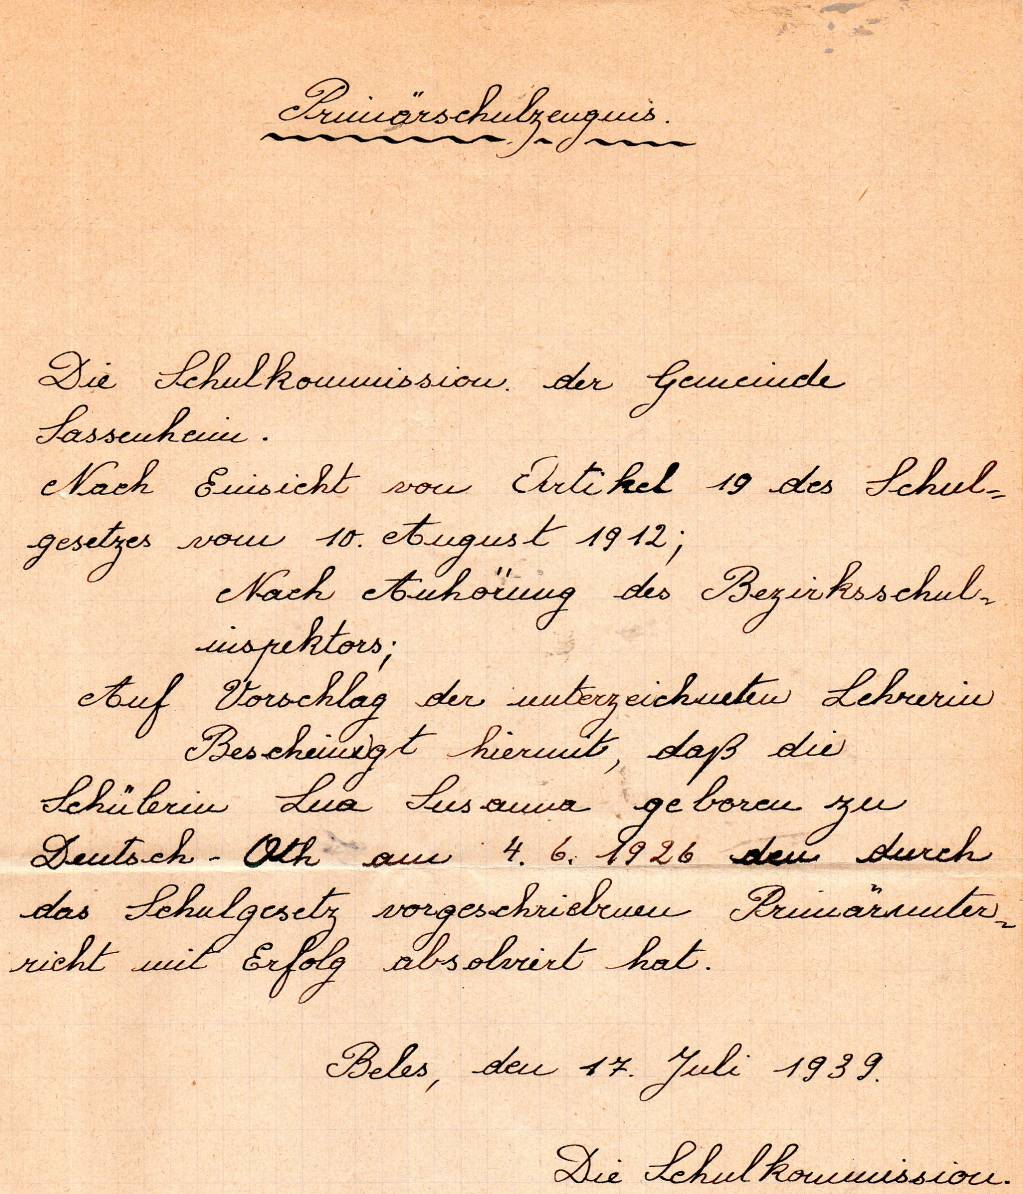 Primärschulzeugnis.
Die Schulkommission der Gemeinde
Sassenheim.
Nach Einsicht von Artikel 19 des Schul-
gesetzes vom 10. August 1912;
Nach Anhörung des Bezirksschul-
inspektors;
Auf Vorschlag der unterzeichneten Lehrerin
Bescheinigt hiermit, daß die
Schülerin Lua Susanna geboren zu
Deutsch-Oth am 4. 6. 1926 den durch
das Schulgesetz vorgeschriebenen Primärunter-
richt mit Erfolg absolviert hat.
Beles, den 17. Juli 1939.
Die Schulkommission.